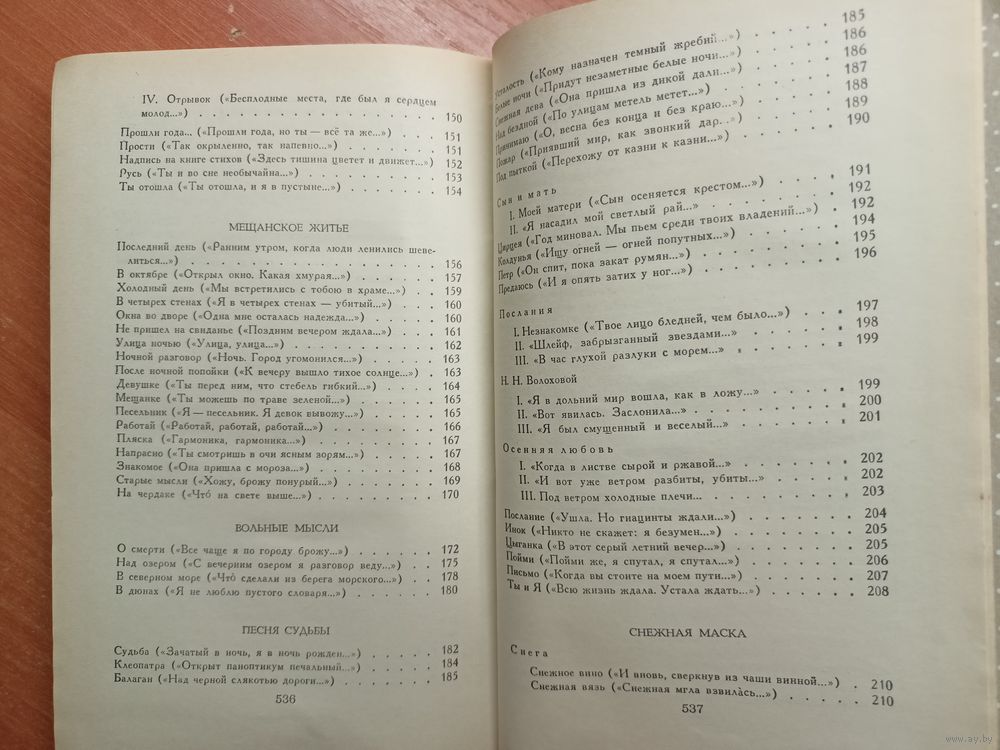 IV. Отрывок («Бесплодные места, где был я сердцем
молод...») . . . . . . . . . . . . . . 150
Прошли года... («Прошли года, но ты — всё та же...») . 151
Прости («Так окрыленно, так напевно...») . . . . . 151
Надпись на книге стихов («Здесь тишина цветет и движет...») 152
Русь («Ты и во сне необычайна...») . . . . . . . 153
Ты отошла («Ты отошла, и я в пустыне...») . . . . . 154
МЕЩАНСКОЕ ЖИТЬЕ
Последний день («Ранним утром, когда люди ленились шеве-
литься...») . . . . . . . . . . . . . . 156
В октябре («Открыл окно. Какая хмурая...») . . . . . 157
Холодный день («Мы встретились с тобою в храме...») . . 159
В четырех стенах («Я в четырех стенах — убитый...») . . 160
Окна во дворе («Одна мне осталась надежда...») . . . . 160
Не пришел на свиданье («Поздним вечером ждала...») . . 161
Улица ночью («Улица, улица...») . . . . . . . . 162
Ночной разговор («Ночь. Город угомонился...») . . . . 163
После ночной попойки («К вечеру вышло тихое солнце...») . 163
Девушке («Ты перед ним, что стебель гибкий...») . . . 164
Мещанке («Ты можешь по траве зеленой...») . . . . . 165
Песельник («Я — песельник. Я девок вывожу...») . . . . 165
Работай («Работай, работай, работай...») . . . . . . 166
Пляска («Гармоника, гармоника...») . . . . . . . . 167
Напрасно («Ты смотришь в очи ясным зорям...») . . . . 167
Знакомое («Она пришла с мороза...») . . . . . . . 168
Старые мысли («Хожу, брожу понурый...») . . . . . 169
На чердаке («Чтó на свете выше...») . . . . . . . 170
ВОЛЬНЫЕ МЫСЛИ
О смерти («Все чаще я по городу брожу...») . . . . . 172
Над озером («С вечерним озером я разговор веду...») . . . 175
В северном море («Чтó сделали из берега морского...») . . 178
В дюнах («Я не люблю пустого словаря...») . . . . . 180
ПЕСНЯ СУДЬБЫ
Судьба («Зачатый в ночь, я в ночь рожден...») . . . . 182
Клеопатра («Открыт паноптикум печальный...») . . . . 184
Балаган («Над черной слякотью дороги...») . . . . . 185
536
Усталость («Кому назначен темный жребий...») . . . . 185
Белые ночи («Придут незаметные белые ночи...») . . . 186
Снежная дева («Она пришла из дикой дали...») . . . . 186
Над бездной («По улицам метель метет...») . . . . . 187
Принимаю («О, весна без конца и без краю...») . . . . 188
Пожар («Приявший мир, как звонкий дар...») . . . . . 189
Под пыткой («Перехожу от казни к казни...») . . . . . 190
Сын и мать
I. Моей матери («Сын осеняется крестом...») . . . . 191
II. «Я насадил мой светлый рай...» . . . . . . . 192
Цирцея («Год миновал. Мы пьем среди твоих владений...») . 192
Колдунья («Ищу огней — огней попутных...») . . . . . 194
Петр («Он спит, пока закат румян...») . . . . . . . 195
Предаюсь («И я опять затих у ног...») . . . . . . . 196
Послания
I. Незнакомке («Твое лицо бледней, чем было...») . . . 197
II. «Шлейф, забрызганный звездами...» . . . . . . 198
III. «В час глухой разлуки с морем...» . . . . . . . 199
Н. Н. Волоховой
I. «Я в дольний мир вошла, как в ложу...» . . . . . 199
II. «Вот явилась. Заслонила...» . . . . . . . . . 200
III. «Я был смущенный и веселый...» . . . . . . . 201
Осенняя любовь
I. «Когда в листве сырой и ржавой...» . . . . . . . 202
II. «И вот уже ветром разбиты, убиты...» . . . . . . 202
III. Под ветром холодные плечи... . . . . . . . . 203
Послание («Ушла. Но гиацинты ждали...») . . . . . . 204
Инок («Никто не скажет: я безумен...») . . . . . . . 205
Цыганка («В этот серый летний вечер...») . . . . . . 205
Пойми («Пойми же, я спутал, я спутал...») . . . . . . 206
Письмо («Когда вы стоите на моем пути...») . . . . . 207
Ты и Я («Всю жизнь ждала. Устала ждать...») . . . . . 208
СНЕЖНАЯ МАСКА
Снега
Снежное вино («И вновь, сверкнув из чаши винной...») . 210
Снежная вязь («Снежная мгла взвилáсь...») . . . . . 210
537
www.ay.by